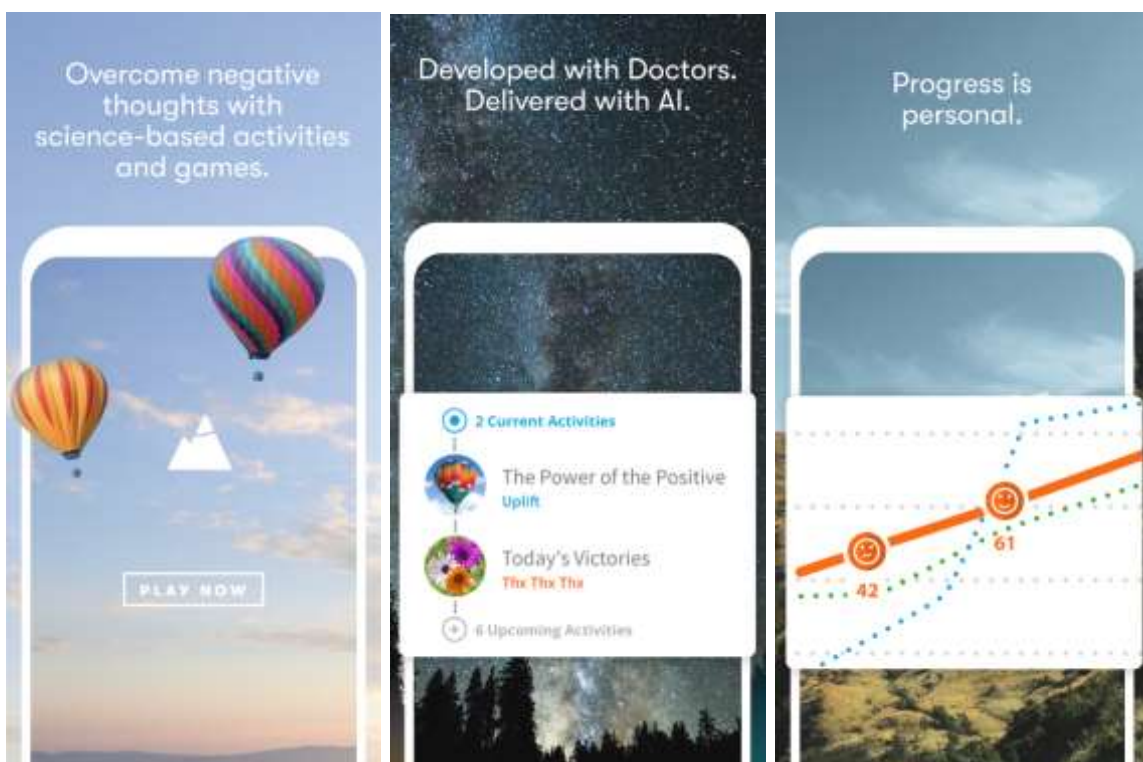 Overcome negative
thoughts with
science-based activities
and games.
PLAY NOW
Developed with Doctors.
Delivered with AI.
2 Current Activities
The Power of the Positive
Uplift
Today's Victories
Thx Thx Thx
6 Upcoming Activities
Progress is
personal.
61
42